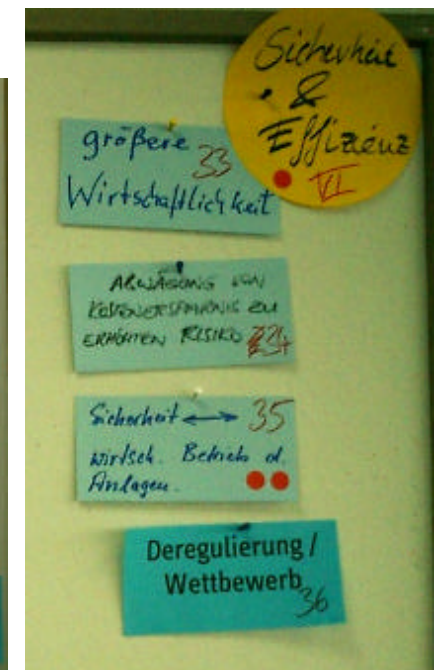 Sicherheit
&
Effizienz
VI
größere
33
Wirtschaftlichkeit
ABWÄGUNG VON
KOSTENERSPARNIS ZU
ERHÖHTEN RISIKO
Sicherheit ↔ 35
wirtsch. Betrieb d.
Anlagen.
Deregulierung /
Wettbewerb
36